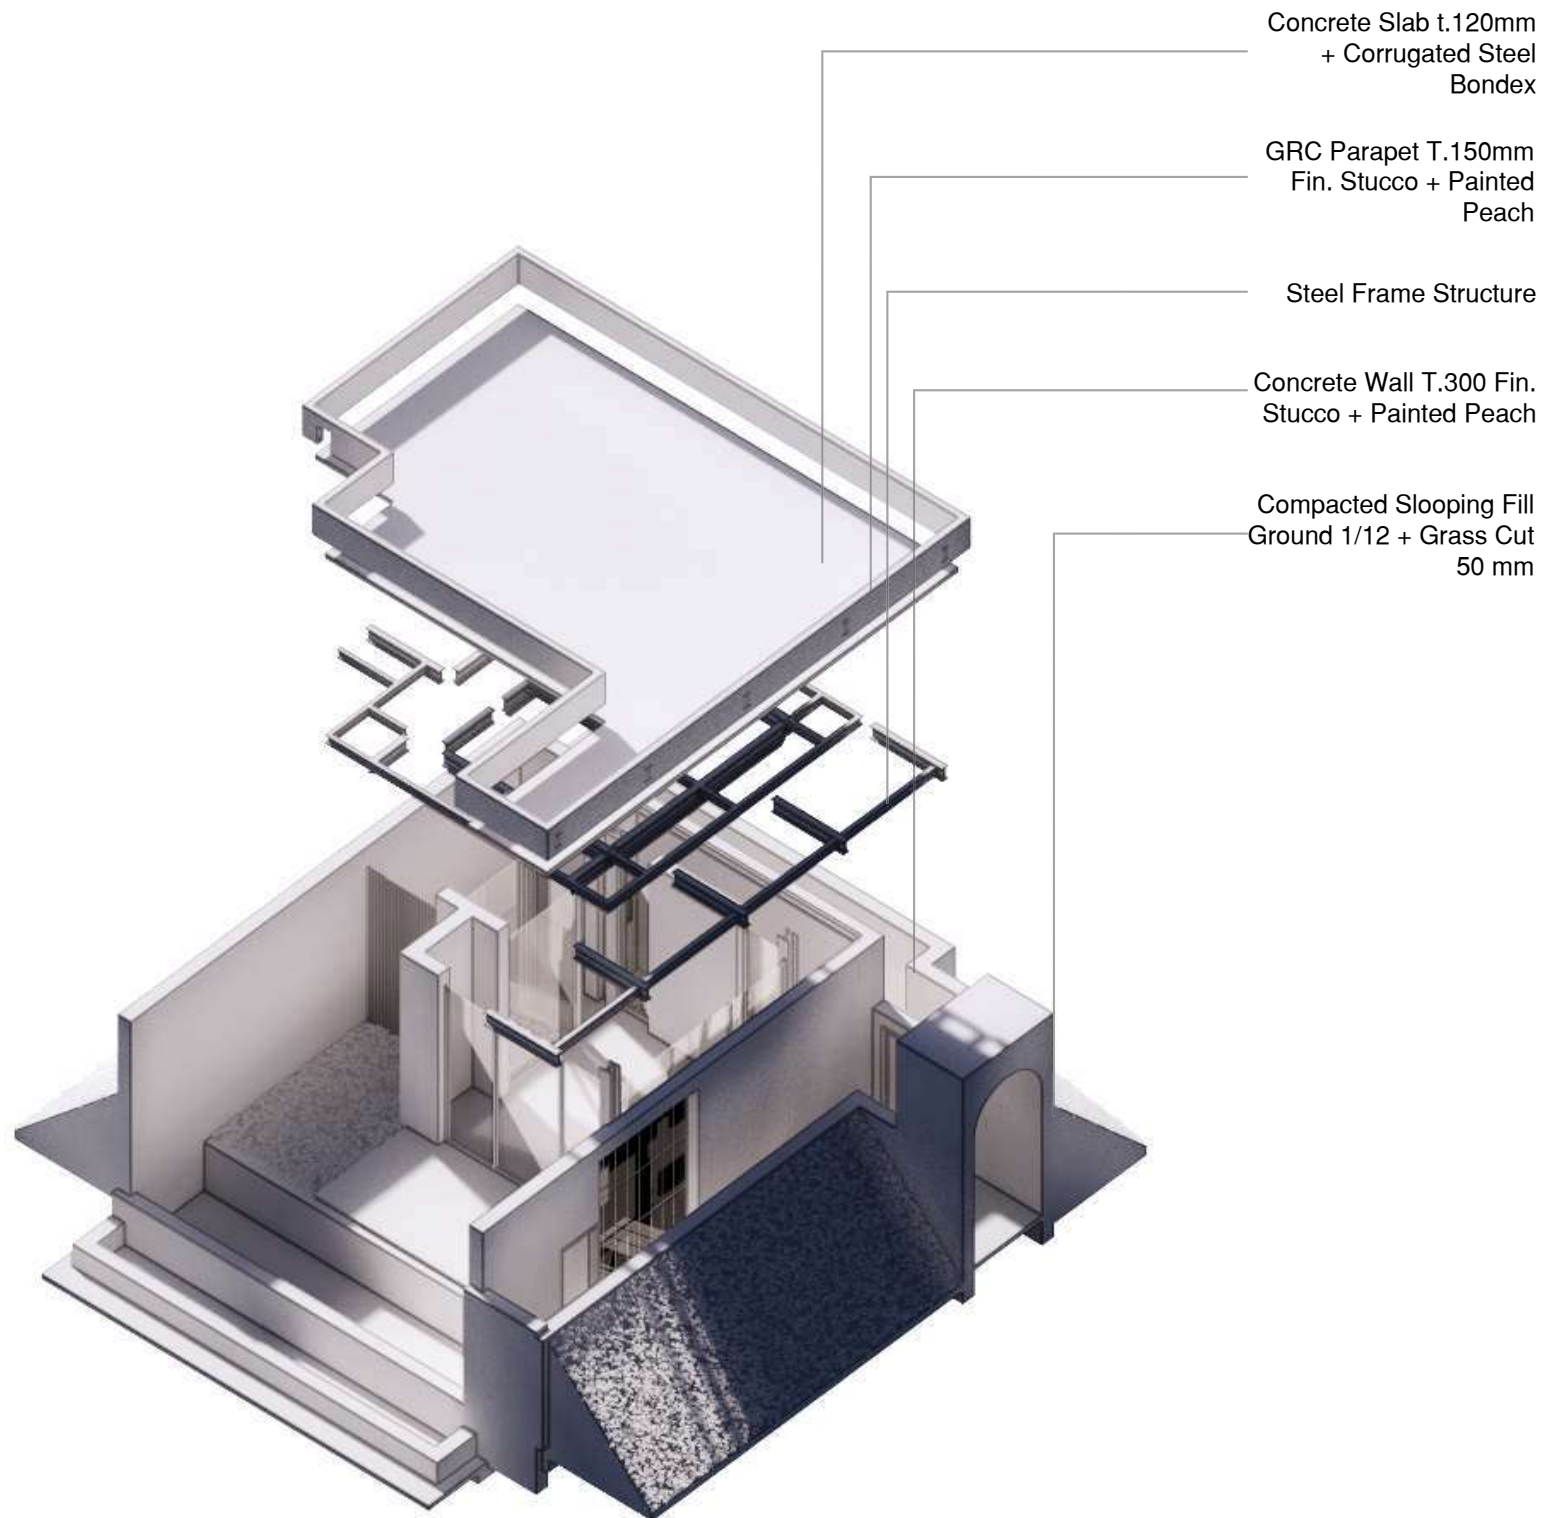 Concrete Slab t.120mm
+ Corrugated Steel
Bondex
GRC Parapet T.150mm
Fin. Stucco + Painted
Peach
Steel Frame Structure
Concrete Wall T.300 Fin.
Stucco + Painted Peach
Compacted Slooping Fill
Ground 1/12 + Grass Cut
50 mm